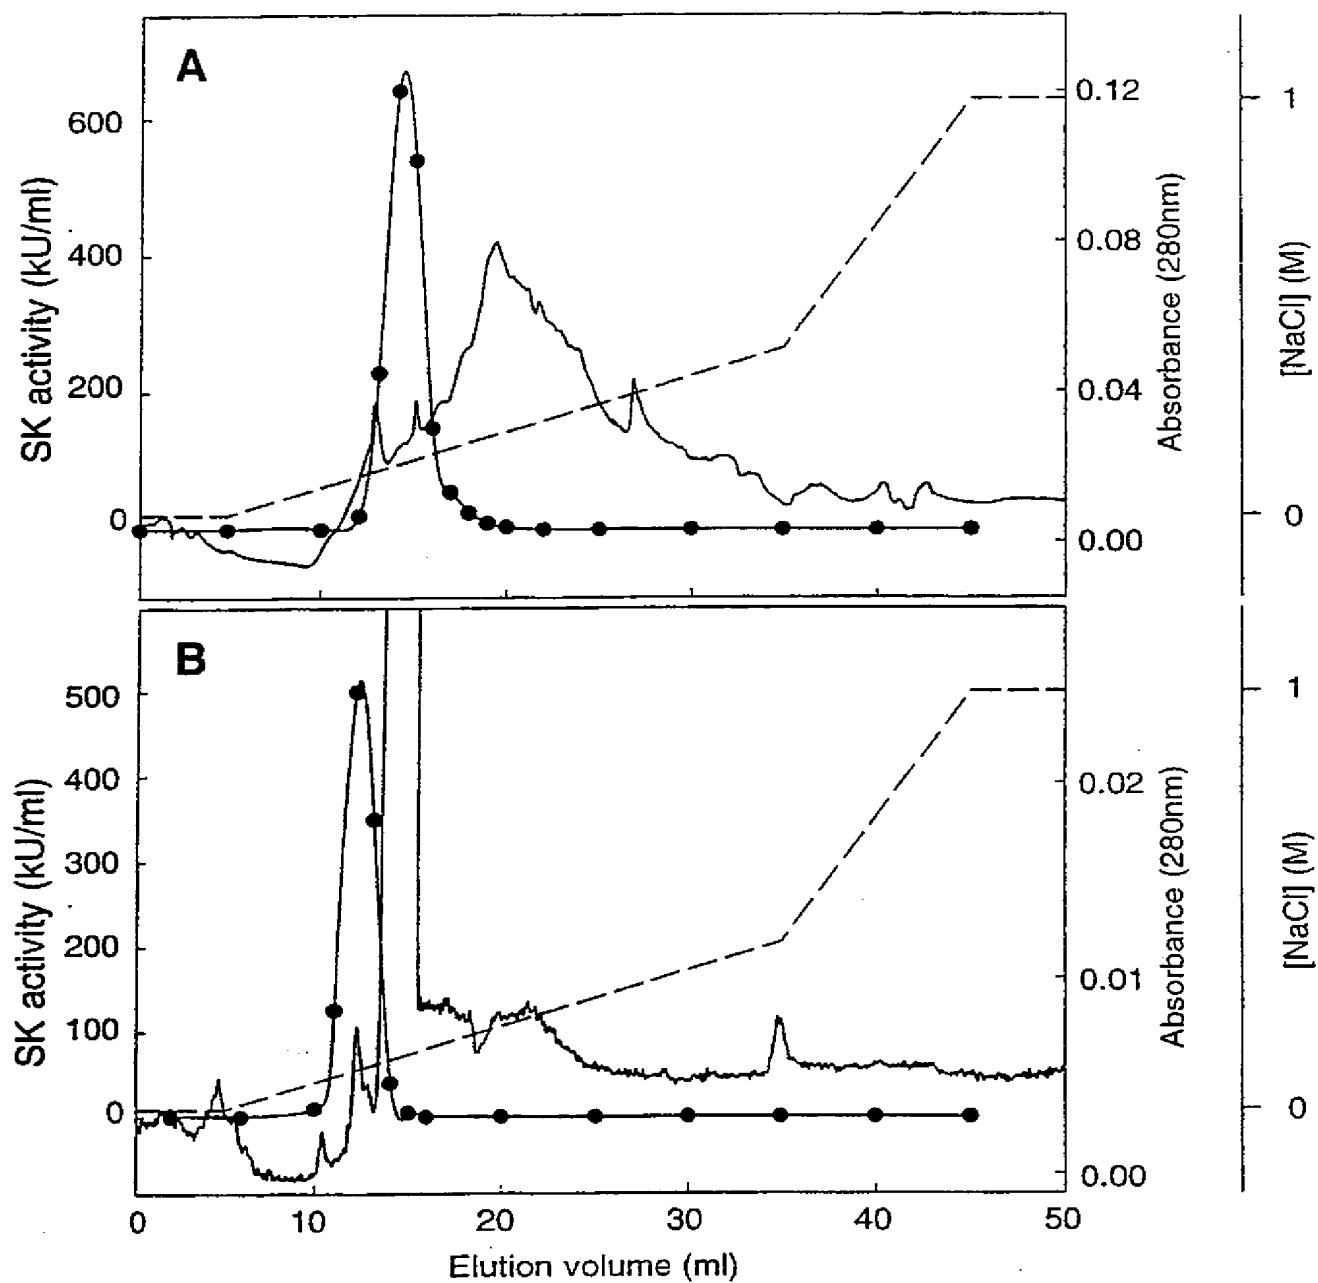 A
600
400
200
0
SK activity (kU/ml)
0.12
0.08
0.04
0.00
Absorbance (280nm)
1
0
[NaCl] (M)
B
500
400
300
200
100
0
SK activity (kU/ml)
0.02
0.01
0.00
Absorbance (280nm)
1
0
[NaCl] (M)
0 10 20 30 40 50
Elution volume (ml)